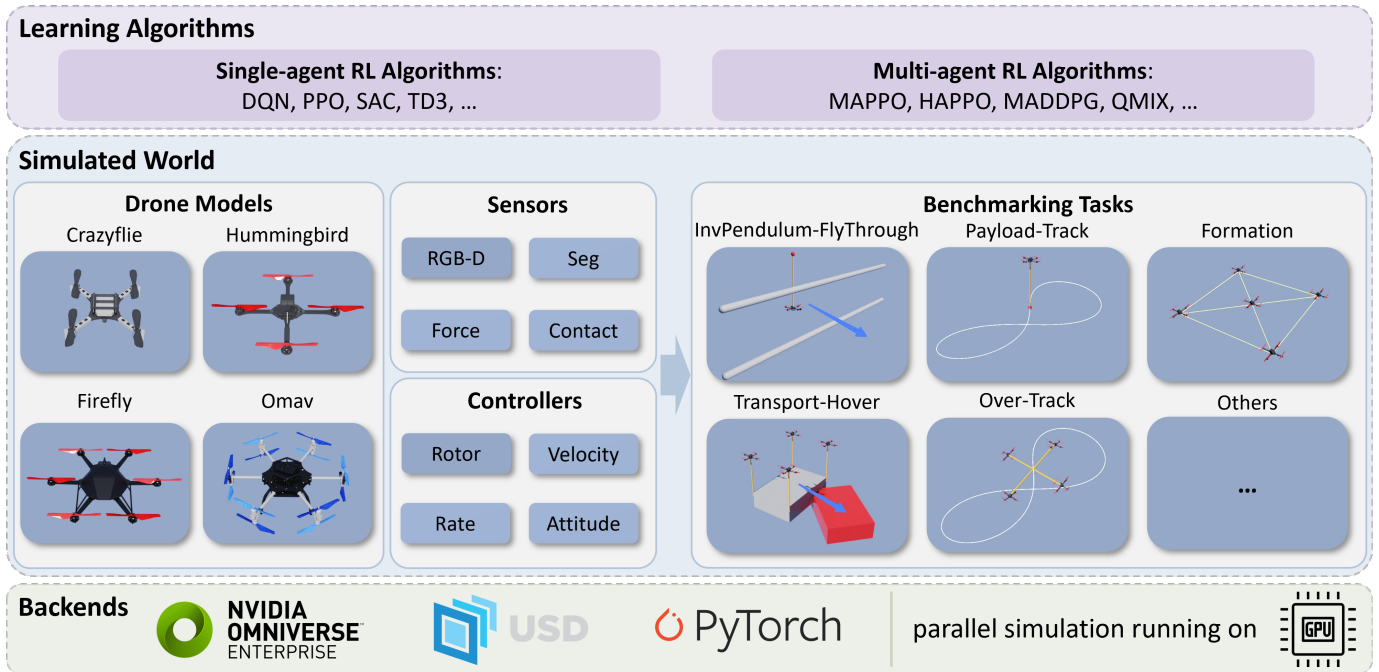 Learning Algorithms
Single-agent RL Algorithms:
DQN, PPO, SAC, TD3, ...
Multi-agent RL Algorithms:
MAPPO, HAPPO, MADDPG, QMIX, ...
Simulated World
Drone Models
Crazyflie
Hummingbird
Firefly
Omav
Sensors
RGB-D
Seg
Force
Contact
Controllers
Rotor
Velocity
Rate
Attitude
Benchmarking Tasks
InvPendulum-FlyThrough
Payload-Track
Formation
Transport-Hover
Over-Track
Others
...
Backends
NVIDIA
OMNIVERSE™
ENTERPRISE
USD
PyTorch
parallel simulation running on
GPU